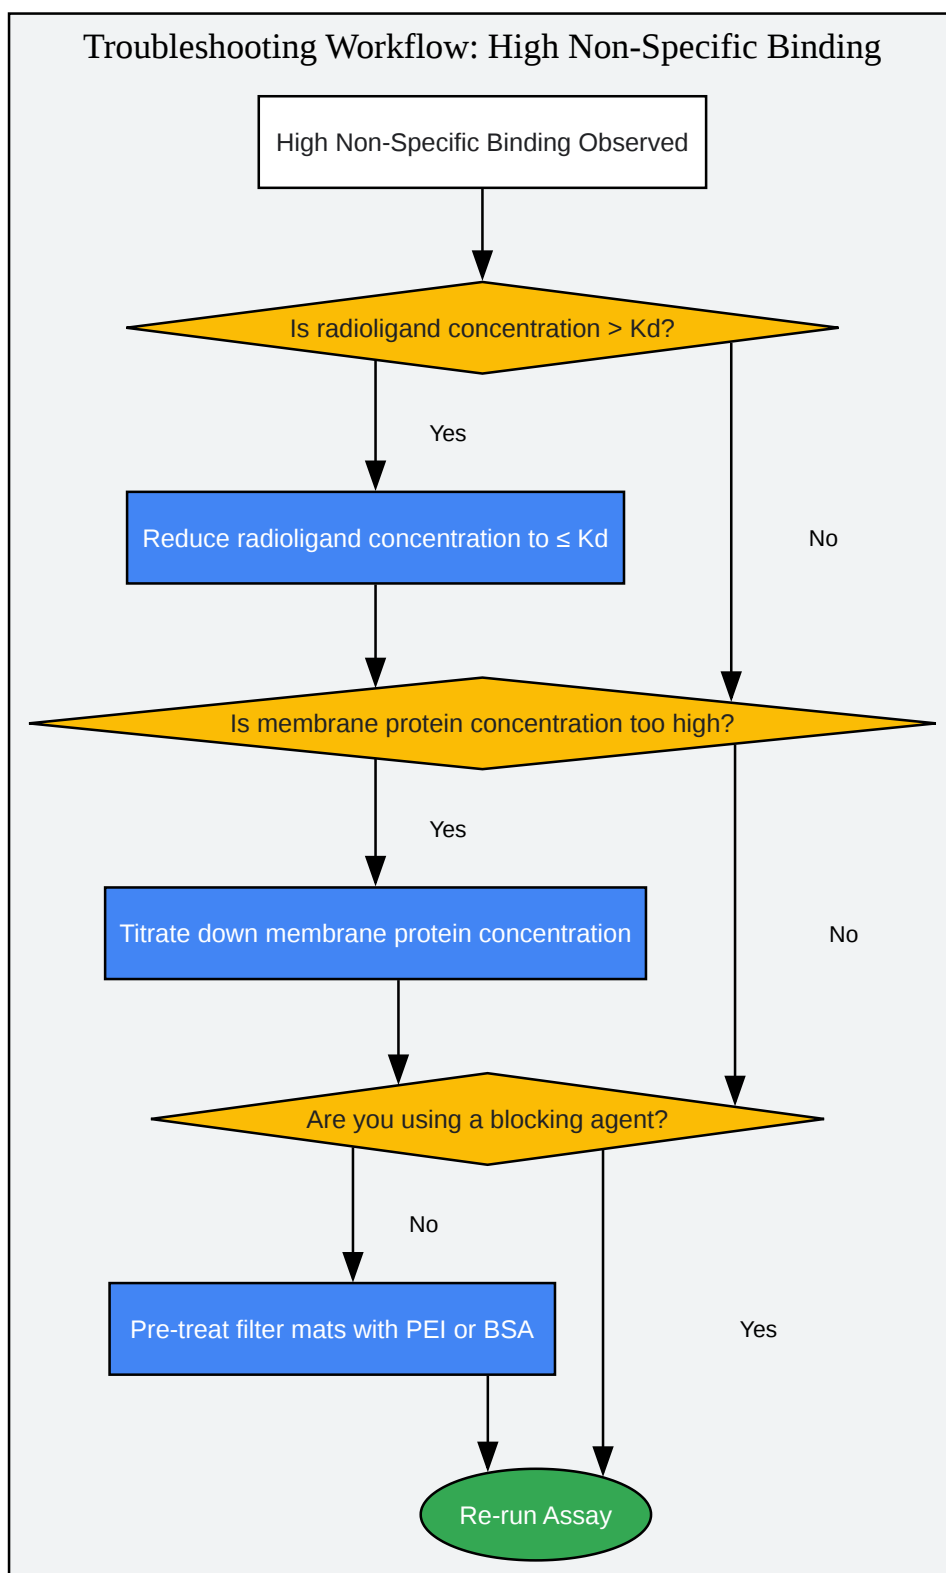 Troubleshooting Workflow: High Non-Specific Binding
High Non-Specific Binding Observed
Is radioligand concentration > Kd?
Yes
Reduce radioligand concentration to ≤ Kd
No
Is membrane protein concentration too high?
Yes
Titrate down membrane protein concentration
No
Are you using a blocking agent?
No
Pre-treat filter mats with PEI or BSA
Yes
Re-run Assay